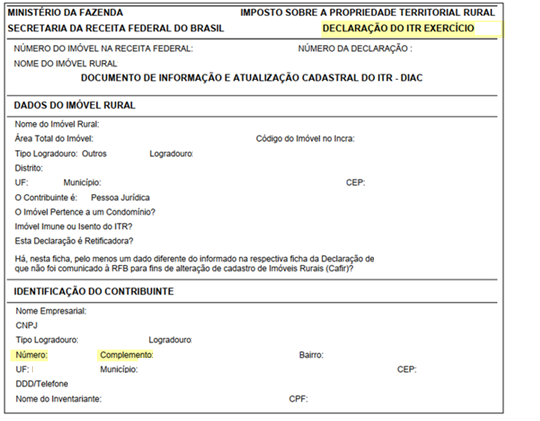 MINISTÉRIO DA FAZENDA IMPOSTO SOBRE A PROPRIEDADE TERRITORIAL RURAL
SECRETARIA DA RECEITA FEDERAL DO BRASIL DECLARAÇÃO DO ITR EXERCÍCIO
NÚMERO DO IMÓVEL NA RECEITA FEDERAL: NÚMERO DA DECLARAÇÃO :
NOME DO IMÓVEL RURAL
DOCUMENTO DE INFORMAÇÃO E ATUALIZAÇÃO CADASTRAL DO ITR - DIAC
DADOS DO IMÓVEL RURAL
Nome do Imóvel Rural:
Área Total do Imóvel: Código do Imóvel no Incra:
Tipo Logradouro: Outros Logradouro:
Distrito:
UF: Município: CEP:
O Contribuinte é: Pessoa Jurídica
O Imóvel Pertence a um Condomínio?
Imóvel Imune ou Isento do ITR?
Esta Declaração é Retificadora?
Há, nesta ficha, pelo menos um dado diferente do informado na respectiva ficha da Declaração de
que não foi comunicado à RFB para fins de alteração de cadastro de Imóveis Rurais (Cafir)?
IDENTIFICAÇÃO DO CONTRIBUINTE
Nome Empresarial:
CNPJ
Tipo Logradouro: Logradouro:
Número: Complemento: Bairro:
UF: Município: CEP:
DDD/Telefone
Nome do Inventariante: CPF: